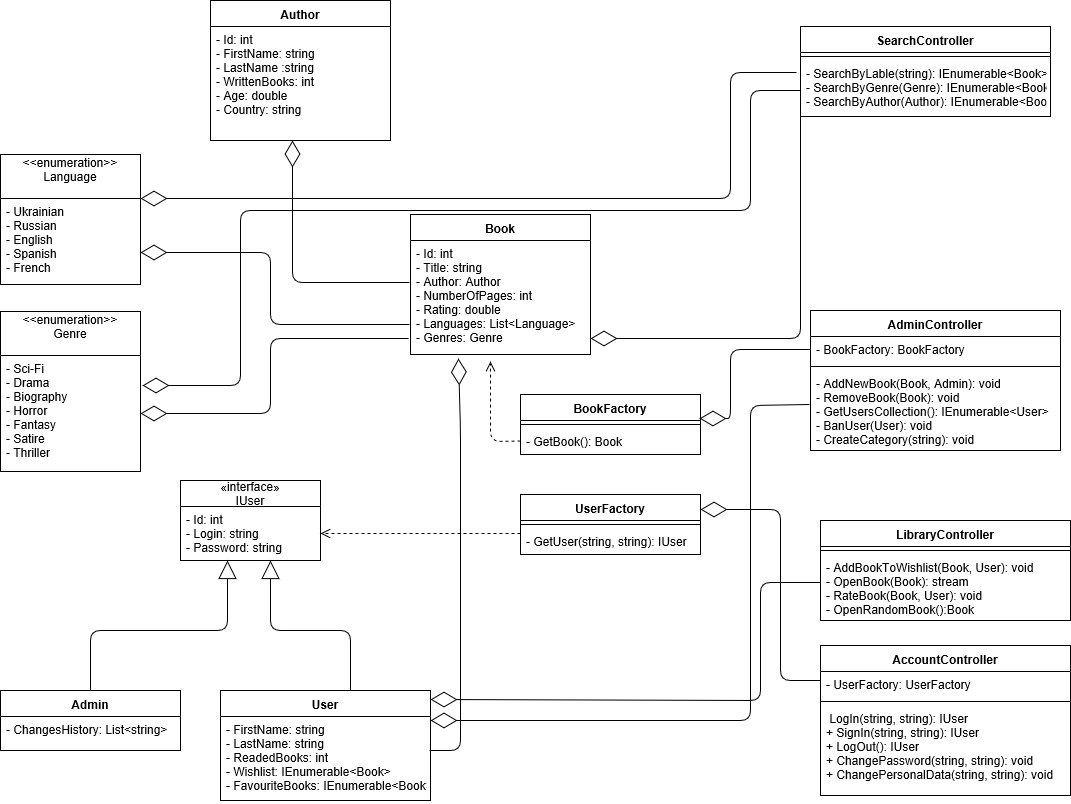 Author
- Id: int
- FirstName: string
- LastName :string
- WrittenBooks: int
- Age: double
- Country: string
SearchController
- SearchByLable(string): IEnumerable<Book>
- SearchByGenre(Genre): IEnumerable<Book
- SearchByAuthor(Author): IEnumerable<Boo
<<enumeration>>
Language
- Ukrainian
- Russian
- English
- Spanish
- French
Book
- Id: int
- Title: string
- Author: Author
- NumberOfPages: int
- Rating: double
- Languages: List<Language>
- Genres: Genre
<<enumeration>>
Genre
- Sci-Fi
- Drama
- Biography
- Horror
- Fantasy
- Satire
- Thriller
AdminController
- BookFactory: BookFactory
- AddNewBook(Book, Admin): void
- RemoveBook(Book): void
- GetUsersCollection(): IEnumerable<User>
- BanUser(User): void
- CreateCategory(string): void
BookFactory
- GetBook(): Book
«interface»
IUser
- Id: int
- Login: string
- Password: string
UserFactory
- GetUser(string, string): IUser
LibraryController
- AddBookToWishlist(Book, User): void
- OpenBook(Book): stream
- RateBook(Book, User): void
- OpenRandomBook():Book
AccountController
- UserFactory: UserFactory
LogIn(string, string): IUser
+ SignIn(string, string): IUser
+ LogOut(): IUser
+ ChangePassword(string, string): void
+ ChangePersonalData(string, string): void
Admin
- ChangesHistory: List<string>
User
- FirstName: string
- LastName: string
- ReadedBooks: int
- Wishlist: IEnumerable<Book>
- FavouriteBooks: IEnumerable<Book